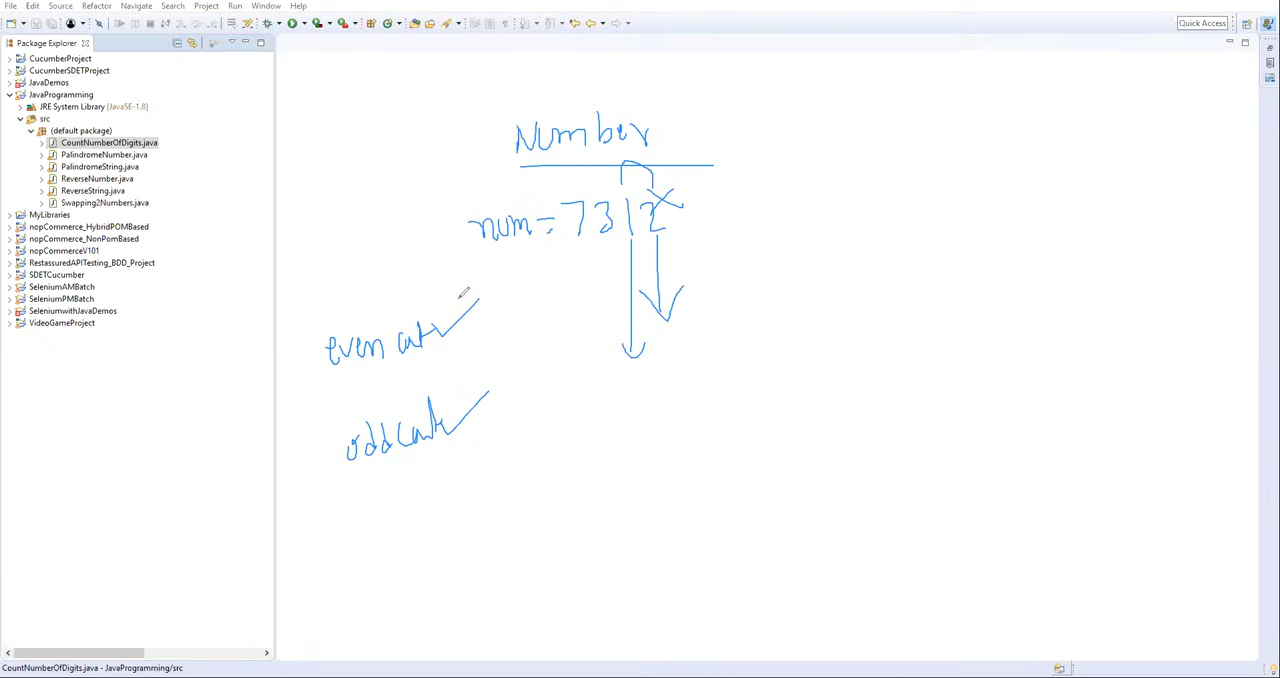 File Edit Source Refactor Navigate Search Project Run Window Help
Quick Access
Package Explorer
CucumberProject
CucumberSDETProject
JavaDemos
JavaProgramming
JRE System Library [JavaSE-1.8]
src
(default package)
CountNumberOfDigits.java
PalindromeNumber.java
PalindromeString.java
ReverseNumber.java
ReverseString.java
Swapping2Numbers.java
MyLibraries
nopCommerce_HybridPOMBased
nopCommerce_NonPomBased
nopCommerceV101
RestassuredAPITesting_BDD_Project
SDETCucumber
SeleniumAMBatch
SeleniumPMBatch
SeleniumwithJavaDemos
VideoGameProject
Number
num = 7312
even
odd
CountNumberOfDigits.java - JavaProgramming/src